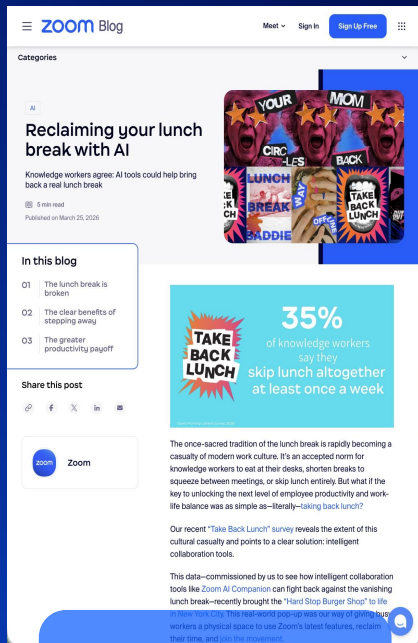 zoom Blog
Meet
Sign In
Sign Up Free
Categories
AI
Reclaiming your lunch
break with AI
Knowledge workers agree: AI tools could help bring
back a real lunch break
5 min read
Published on March 25, 2026
YOUR MOM
CIRC
-LES BACK
LUNCH
BREAK
BADDIE
WAY
OFFLINE
TAKE
BACK
LUNCH
In this blog
01 The lunch break is
broken
02 The clear benefits of
stepping away
03 The greater
productivity payoff
Share this post
zoom
Zoom
TAKE
BACK
LUNCH
35%
of knowledge workers
say they
skip lunch altogether
at least once a week
The once-sacred tradition of the lunch break is rapidly becoming a
casualty of modern work culture. It's an accepted norm for
knowledge workers to eat at their desks, shorten breaks to
squeeze between meetings, or skip lunch entirely. But what if the
key to unlocking the next level of employee productivity and work-
life balance was as simple as—literally—taking back lunch?
Our recent "Take Back Lunch" survey reveals the extent of this
cultural casualty and points to a clear solution: intelligent
collaboration tools.
This data—commissioned by us to see how intelligent collaboration
tools like Zoom AI Companion can fight back against the vanishing
lunch break—recently brought the "Hard Stop Burger Shop" to life
in New York City. This real-world pop-up was our way of giving busy
workers a physical space to use Zoom's latest features, reclaim
their time, and join the movement.